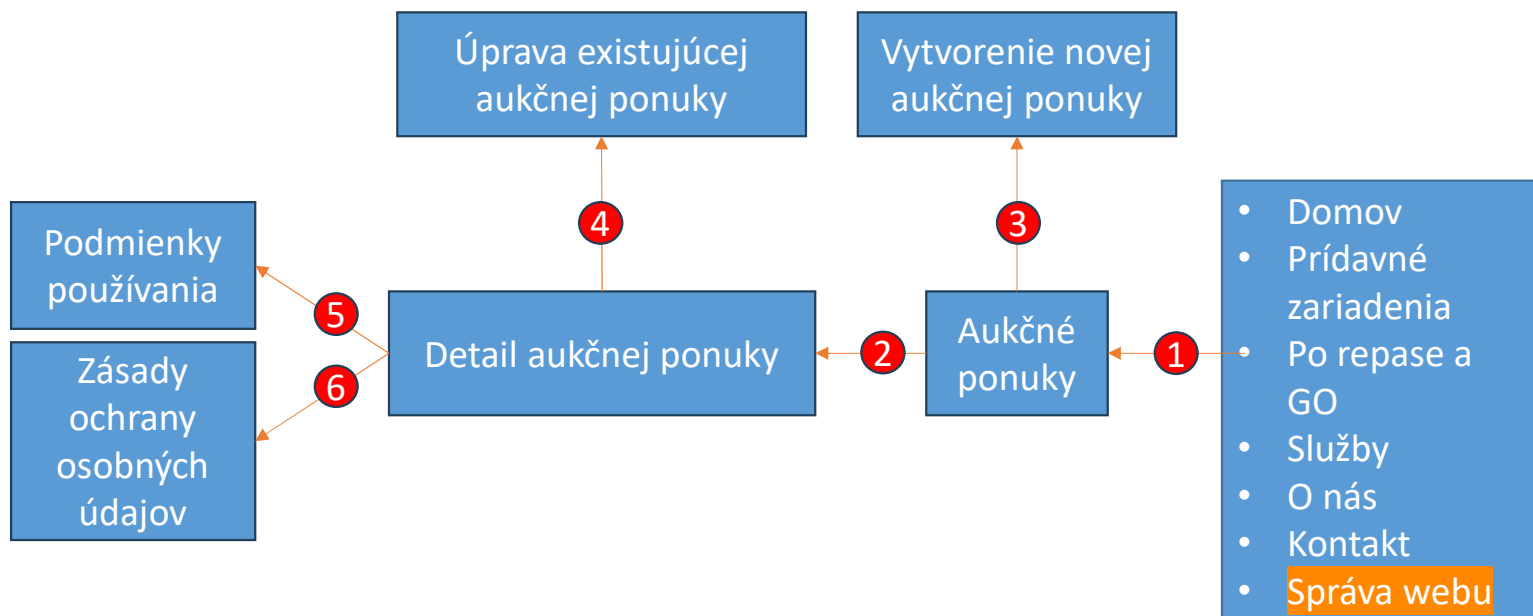 Úprava existujúcej
aukčnej ponuky
Vytvorenie novej
aukčnej ponuky
4
3
Podmienky
používania
5
Zásady
ochrany
osobných
údajov
6
Detail aukčnej ponuky
2
Aukčné
ponuky
1
• Domov
• Prídavné
zariadenia
• Po repase a
GO
• Služby
• O nás
• Kontakt
• Správa webu